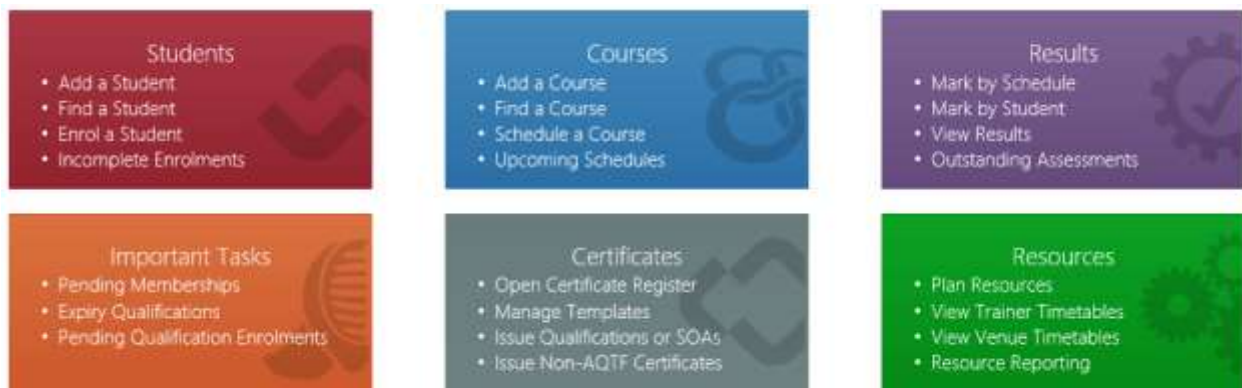 Students
• Add a Student
• Find a Student
• Enrol a Student
• Incomplete Enrolments
Courses
• Add a Course
• Find a Course
• Schedule a Course
• Upcoming Schedules
Results
• Mark by Schedule
• Mark by Student
• View Results
• Outstanding Assessments
Important Tasks
• Pending Memberships
• Expiry Qualifications
• Pending Qualification Enrolments
Certificates
• Open Certificate Register
• Manage Templates
• Issue Qualifications or SOAs
• Issue Non-AQTF Certificates
Resources
• Plan Resources
• View Trainer Timetables
• View Venue Timetables
• Resource Reporting